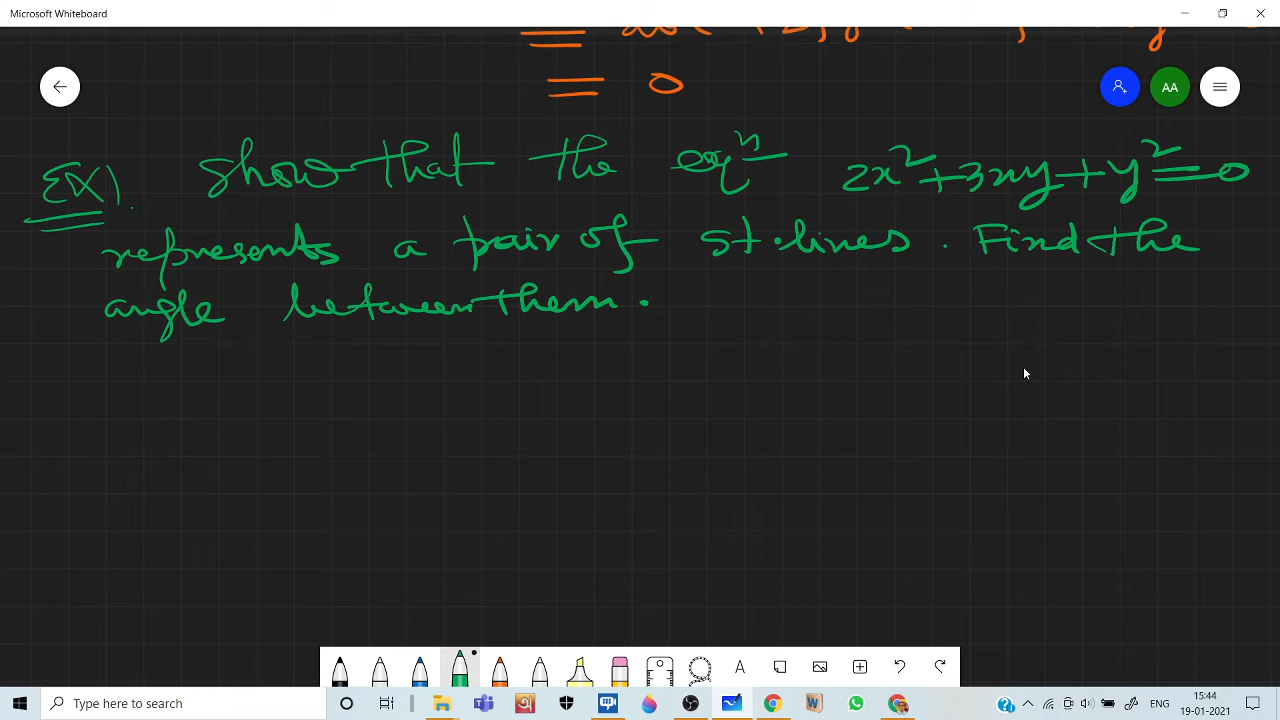 Microsoft Whiteboard
= 0
AA
EX). Show that the eqⁿ 2x²+3xy+y²=0
represents a pair of st. lines. Find the
angle between them.
A
Type here to search
ENG
15:44
19-01-2021